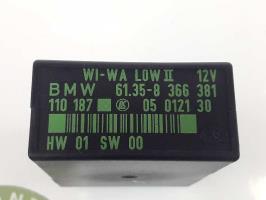 WI-WA LOW II 12V
BMW 61.35-8 366 381
110 187 05 0121 30
HW 01 SW 00